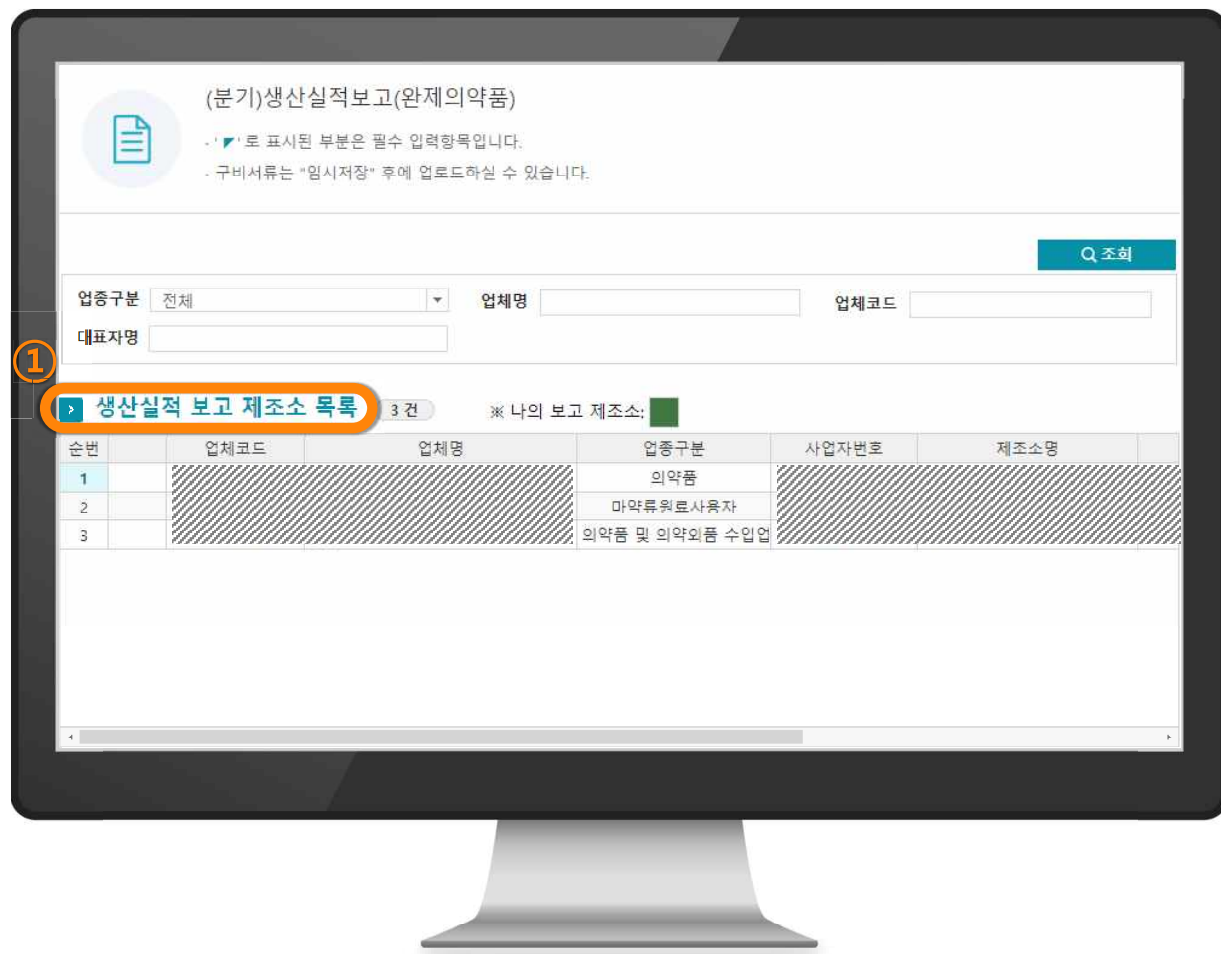 (분기)생산실적보고(완제의약품)
- '◤' 로 표시된 부분은 필수 입력항목입니다.
- 구비서류는 "임시저장" 후에 업로드하실 수 있습니다.
조회
업종구분 전체 업체명 업체코드
대표자명
①
생산실적 보고 제조소 목록 3 건 ※ 나의 보고 제조소:
순번 업체코드 업체명 업종구분 사업자번호 제조소명
1 의약품
2 마약류원료사용자
3 의약품 및 의약외품 수입업